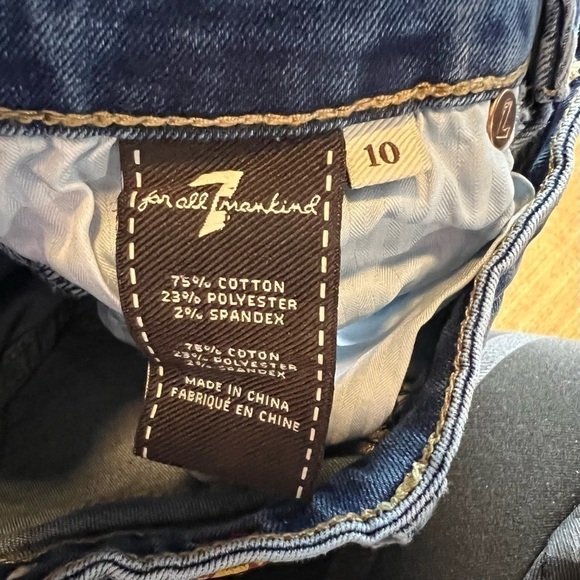 10
7
for all mankind
75% COTTON
23% POLYESTER
2% SPANDEX
75% COTON
23% POLYESTER
2% SPANDEX
MADE IN CHINA
FABRIQUÉ EN CHINE